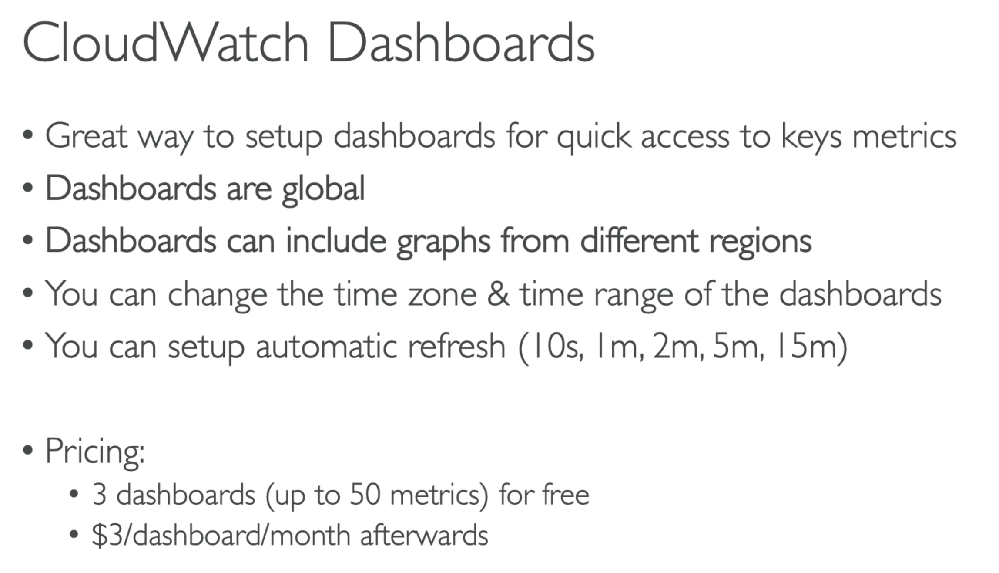 CloudWatch Dashboards
• Great way to setup dashboards for quick access to keys metrics
• Dashboards are global
• Dashboards can include graphs from different regions
• You can change the time zone & time range of the dashboards
• You can setup automatic refresh (10s, 1m, 2m, 5m, 15m)
• Pricing:
• 3 dashboards (up to 50 metrics) for free
• $3/dashboard/month afterwards